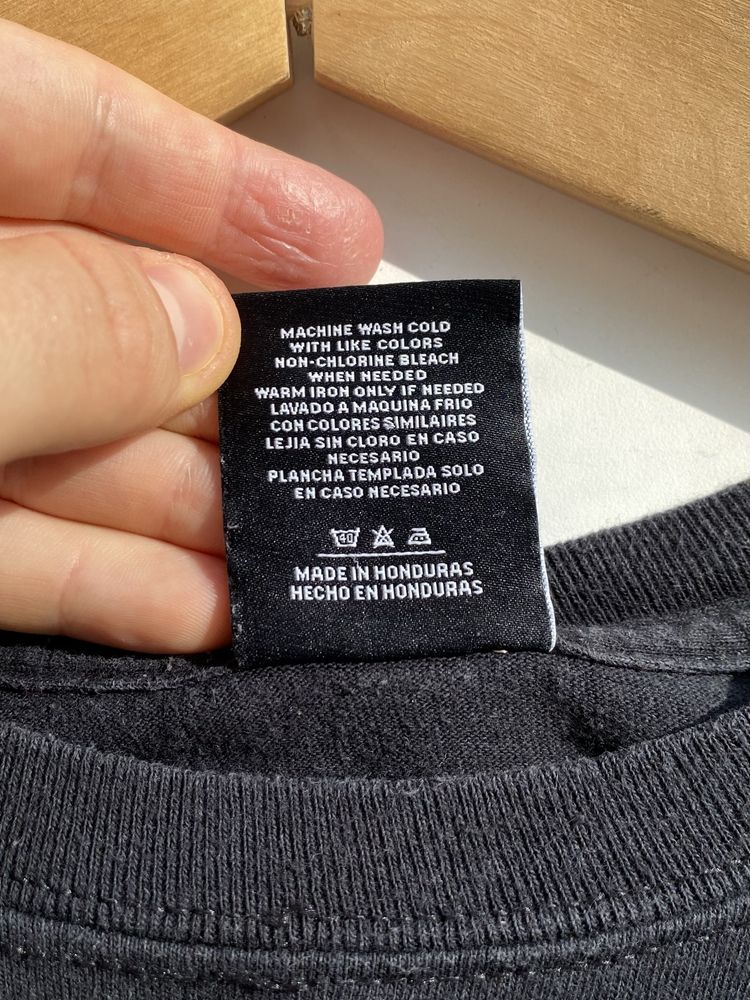 MACHINE WASH COLD
WITH LIKE COLORS
NON-CHLORINE BLEACH
WHEN NEEDED
WARM IRON ONLY IF NEEDED
LAVADO A MAQUINA FRIO
CON COLORES SIMILAIRES
LEJIA SIN CLORO EN CASO
NECESARIO
PLANCHA TEMPLADA SOLO
EN CASO NECESARIO
40
MADE IN HONDURAS
HECHO EN HONDURAS